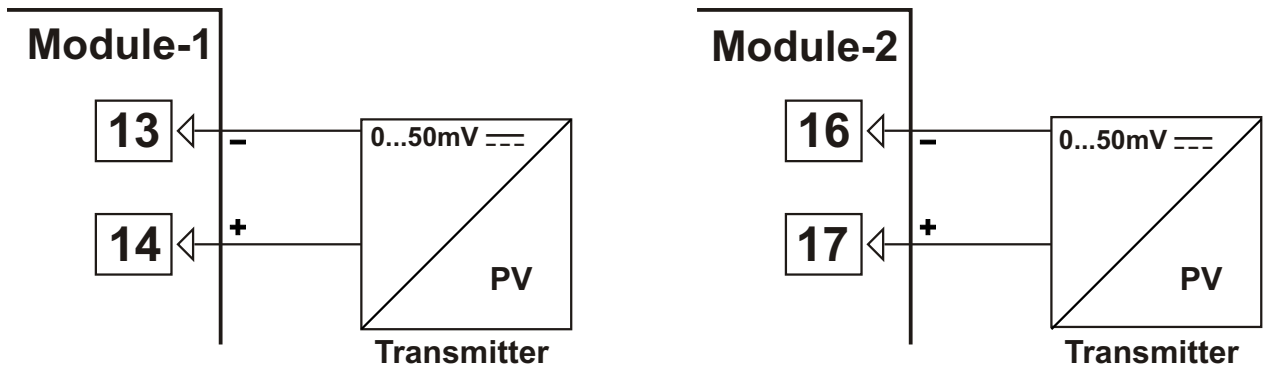 Module-1
13
-
0...50mV
14
+
PV
Transmitter
Module-2
16
-
0...50mV
17
+
PV
Transmitter